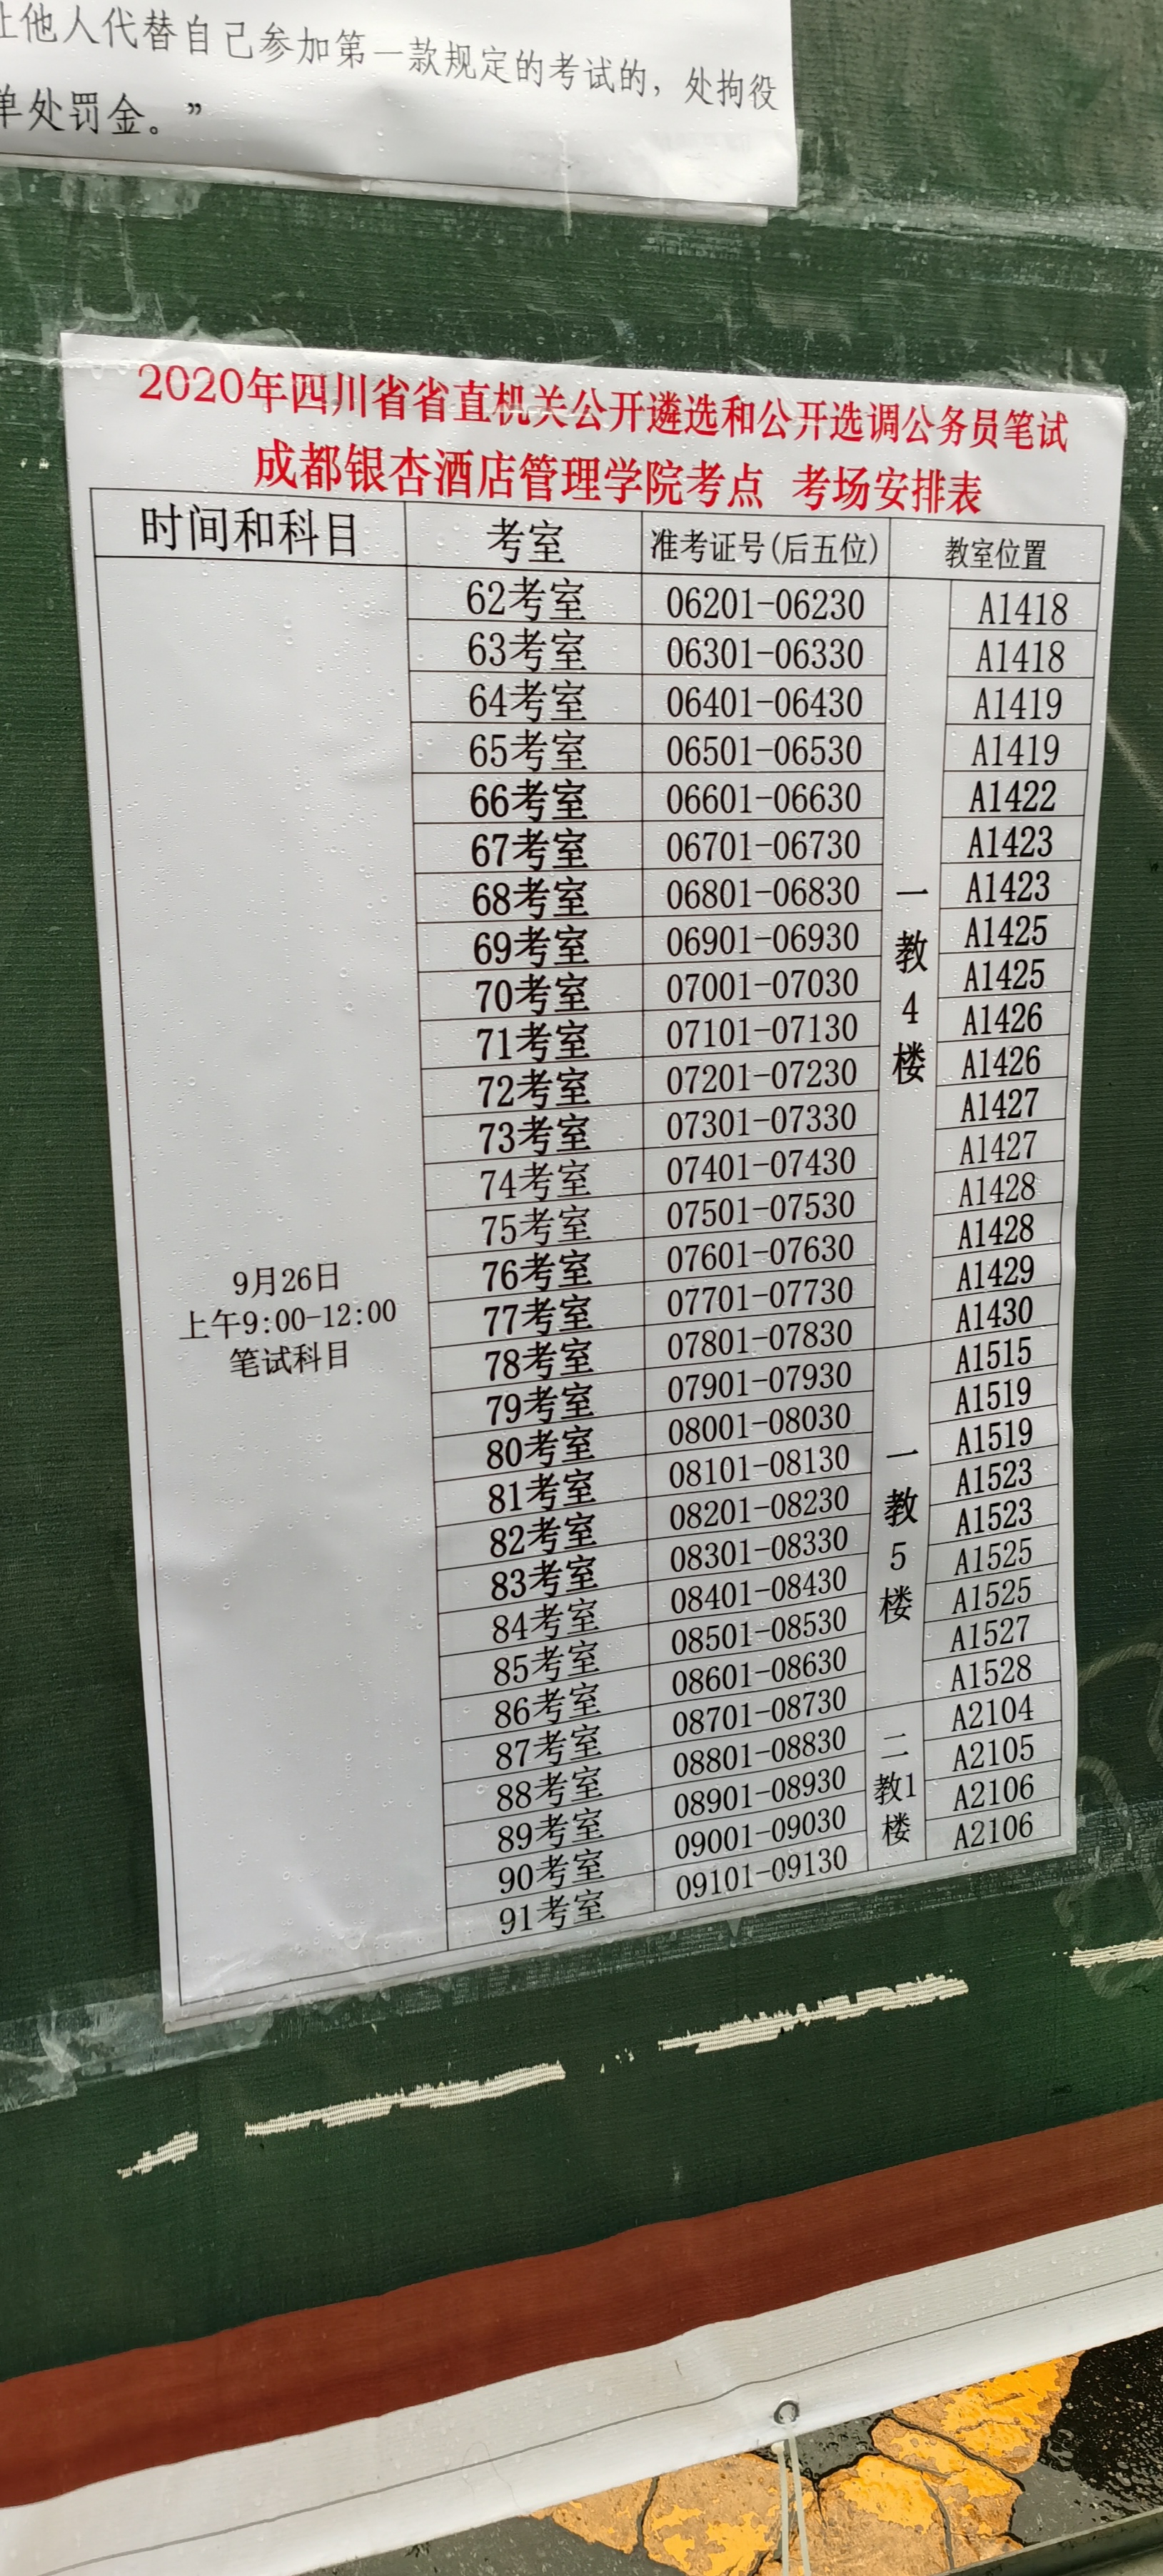 让他人代替自己参加第一款规定的考试的，处拘役
单处罚金。”
2020年四川省省直机关公开遴选和公开选调公务员笔试
成都银杏酒店管理学院考点 考场安排表
时间和科目 考室 准考证号(后五位) 教室位置
62考室 06201-06230 A1418
63考室 06301-06330 A1418
64考室 06401-06430 A1419
65考室 06501-06530 A1419
66考室 06601-06630 A1422
67考室 06701-06730 A1423
68考室 06801-06830 A1423
69考室 06901-06930 A1425
70考室 07001-07030 A1425
71考室 07101-07130 A1426
72考室 07201-07230 A1426
73考室 07301-07330 A1427
74考室 07401-07430 A1427
75考室 07501-07530 A1428
76考室 07601-07630 A1428
77考室 07701-07730 A1429
78考室 07801-07830 A1430
79考室 07901-07930 A1515
80考室 08001-08030 A1519
81考室 08101-08130 A1519
82考室 08201-08230 A1523
83考室 08301-08330 A1523
84考室 08401-08430 A1525
85考室 08501-08530 A1525
86考室 08601-08630 A1527
87考室 08701-08730 A1528
88考室 08801-08830 A2104
89考室 08901-08930 A2105
90考室 09001-09030 A2106
91考室 09101-09130 A2106
9月26日
上午9:00-12:00
笔试科目
一教4楼
一教5楼
二教1楼